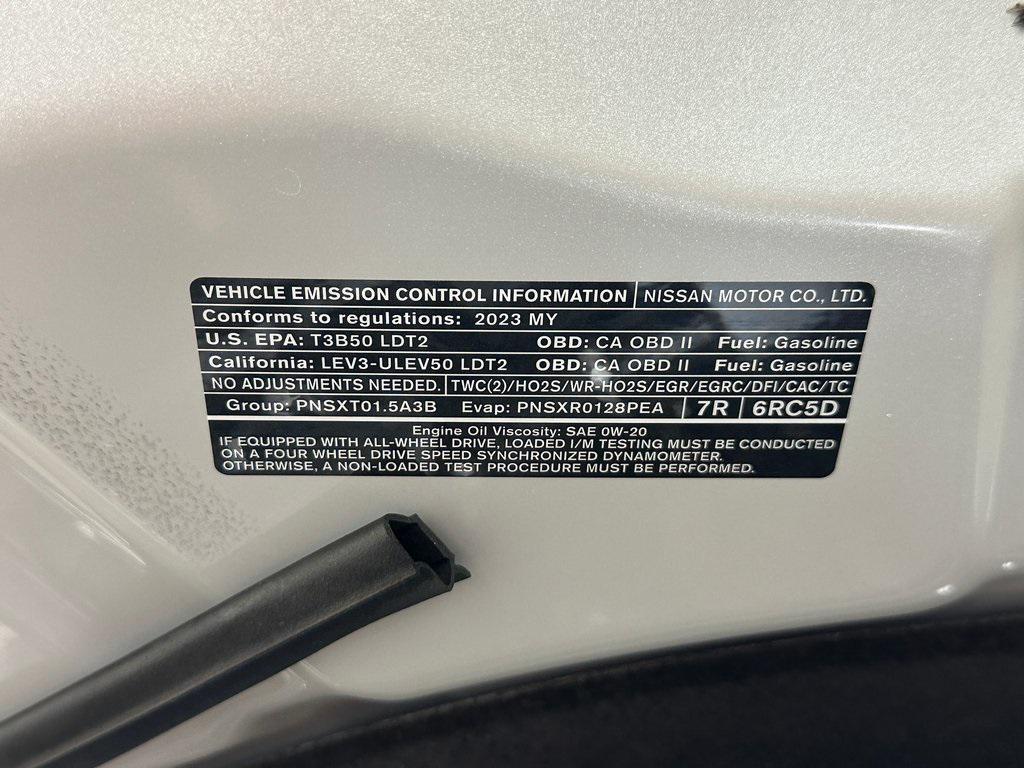 VEHICLE EMISSION CONTROL INFORMATION NISSAN MOTOR CO., LTD.
Conforms to regulations: 2023 MY
U.S. EPA: T3B50 LDT2 OBD: CA OBD II Fuel: Gasoline
California: LEV3-ULEV50 LDT2 OBD: CA OBD II Fuel: Gasoline
NO ADJUSTMENTS NEEDED. TWC(2)/HO2S/WR-HO2S/EGR/EGRC/DFI/CAC/TC
Group: PNSXT01.5A3B Evap: PNSXR0128PEA 7R 6RC5D
Engine Oil Viscosity: SAE 0W-20
IF EQUIPPED WITH ALL-WHEEL DRIVE, LOADED I/M TESTING MUST BE CONDUCTED
ON A FOUR WHEEL DRIVE SPEED SYNCHRONIZED DYNAMOMETER.
OTHERWISE, A NON-LOADED TEST PROCEDURE MUST BE PERFORMED.